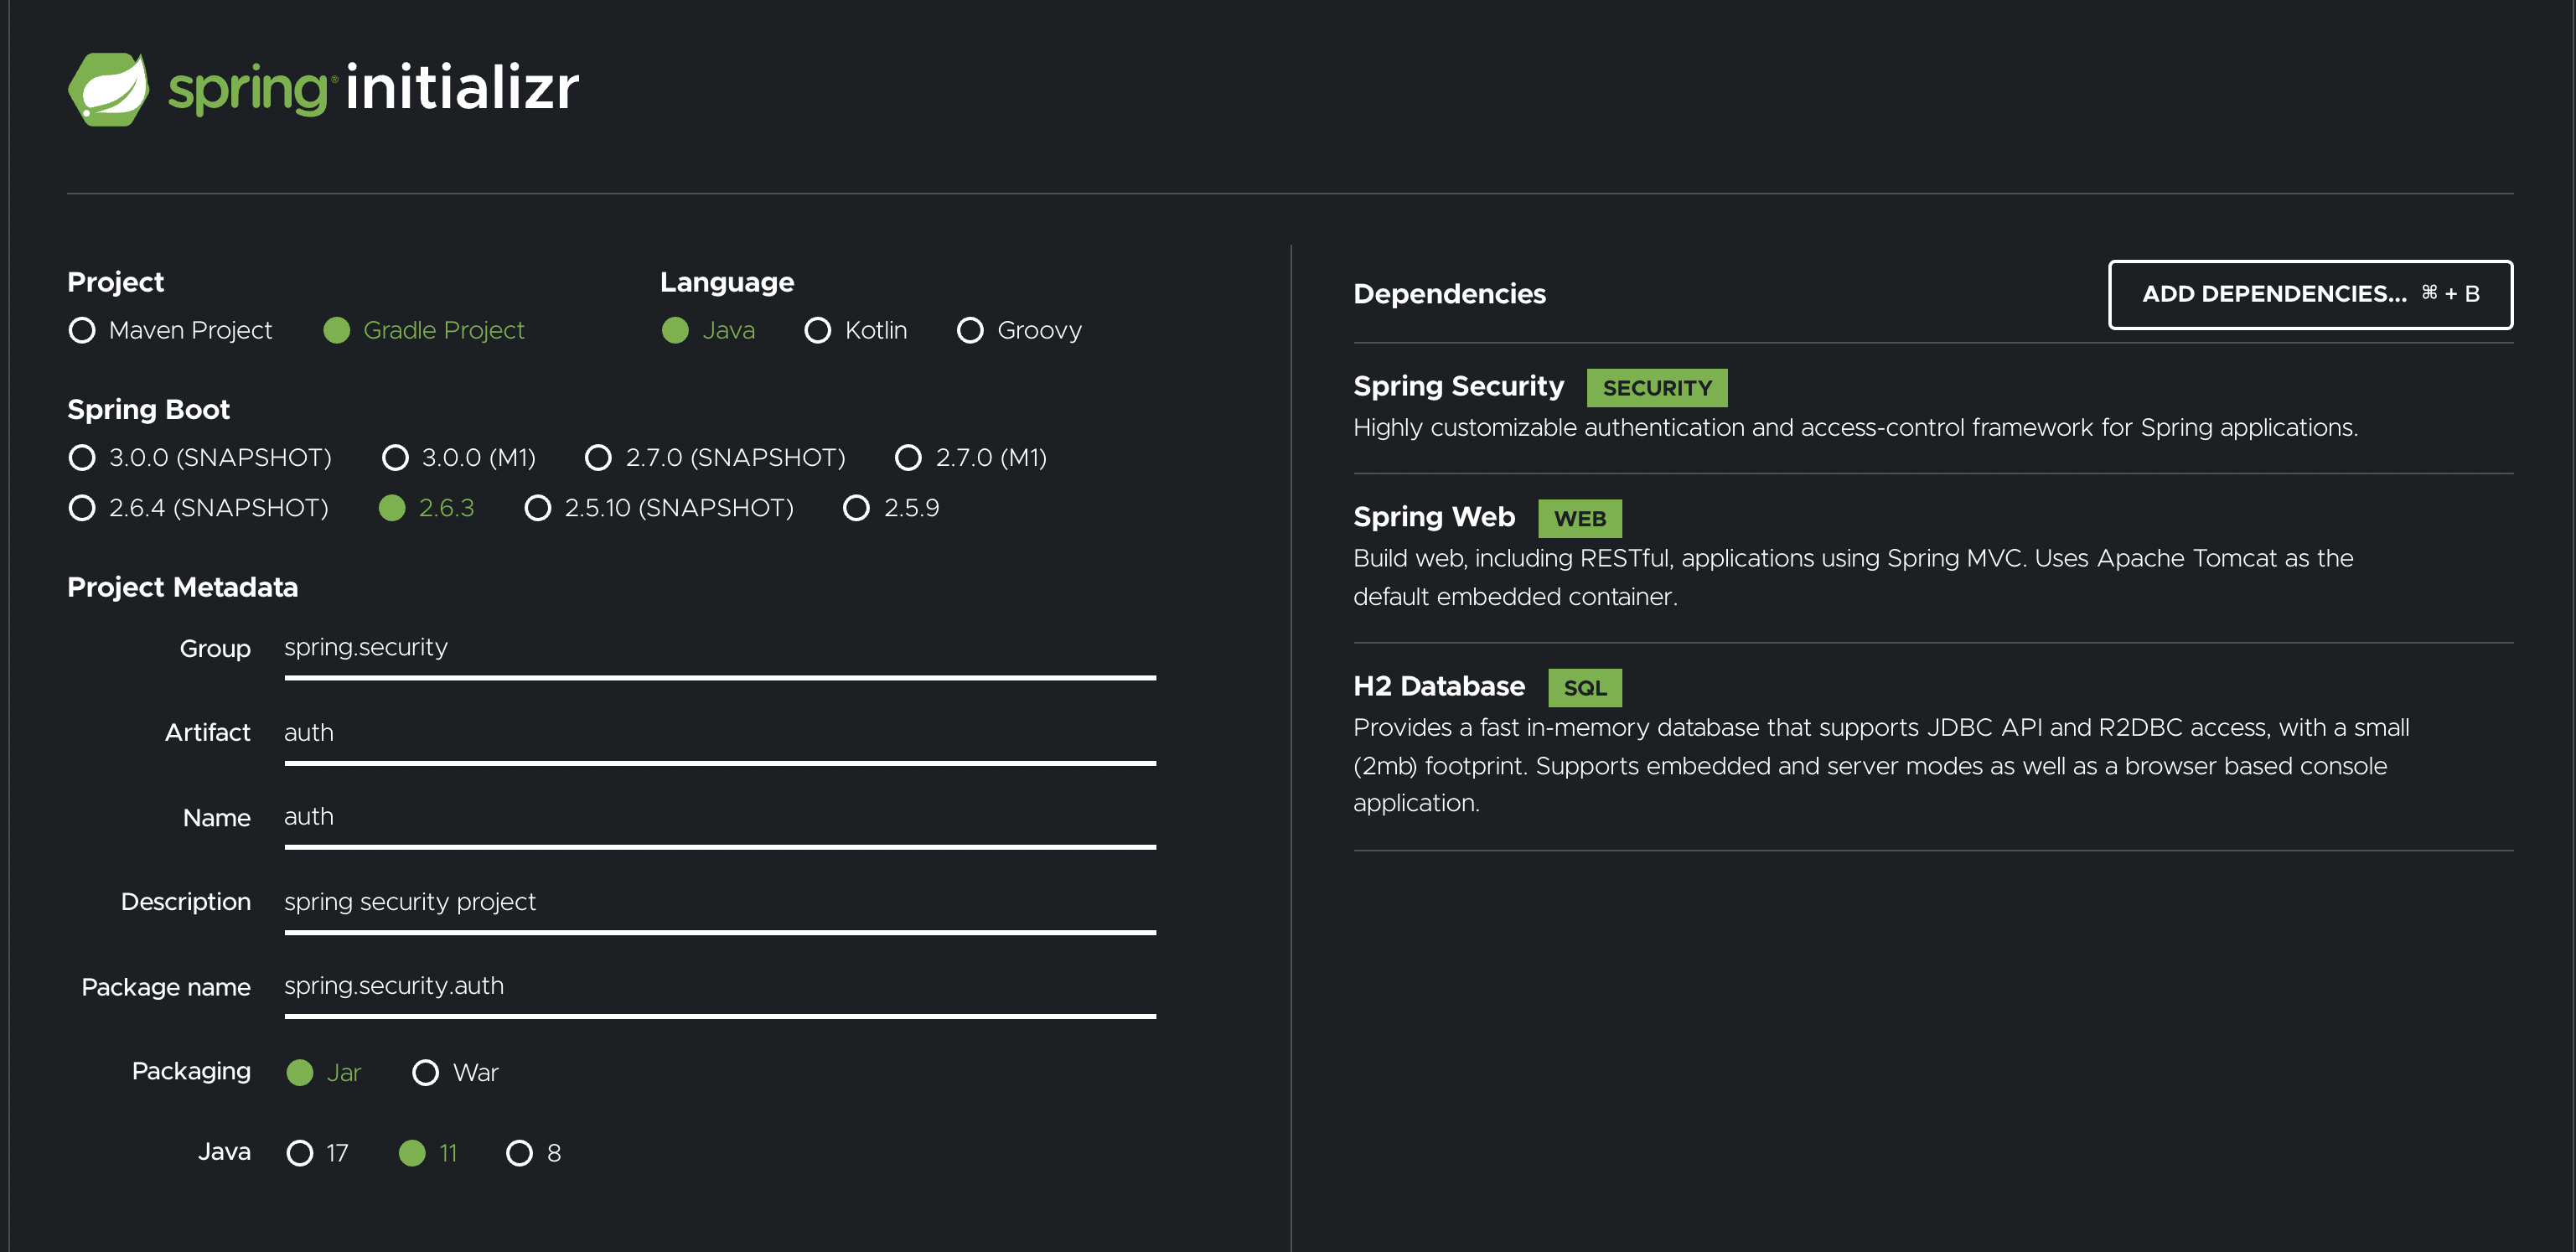 spring® initializr
Project
Maven Project Gradle Project
Language
Java Kotlin Groovy
Spring Boot
3.0.0 (SNAPSHOT) 3.0.0 (M1) 2.7.0 (SNAPSHOT) 2.7.0 (M1)
2.6.4 (SNAPSHOT) 2.6.3 2.5.10 (SNAPSHOT) 2.5.9
Project Metadata
Group spring.security
Artifact auth
Name auth
Description spring security project
Package name spring.security.auth
Packaging Jar War
Java 17 11 8
Dependencies
ADD DEPENDENCIES... ⌘ + B
Spring Security SECURITY
Highly customizable authentication and access-control framework for Spring applications.
Spring Web WEB
Build web, including RESTful, applications using Spring MVC. Uses Apache Tomcat as the
default embedded container.
H2 Database SQL
Provides a fast in-memory database that supports JDBC API and R2DBC access, with a small
(2mb) footprint. Supports embedded and server modes as well as a browser based console
application.